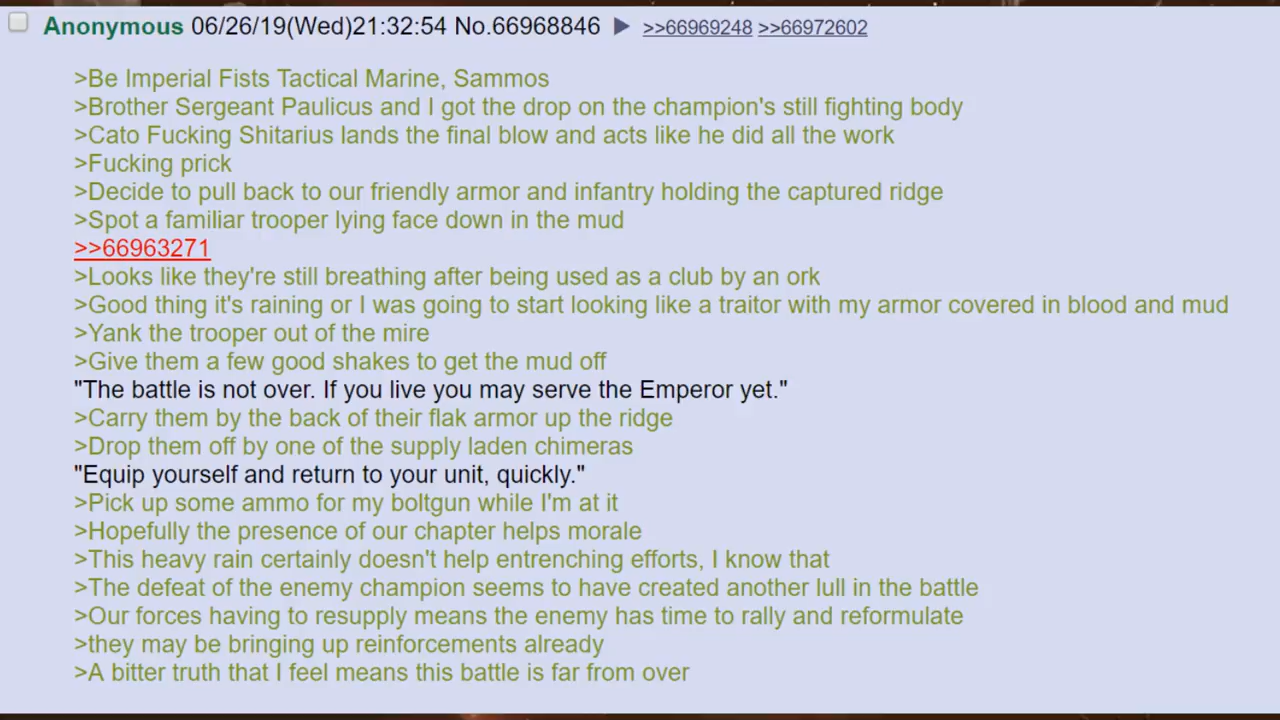 Anonymous 06/26/19(Wed)21:32:54 No.66968846 ▶ >>66969248 >>66972602
>Be Imperial Fists Tactical Marine, Sammos
>Brother Sergeant Paulicus and I got the drop on the champion's still fighting body
>Cato Fucking Shitarius lands the final blow and acts like he did all the work
>Fucking prick
>Decide to pull back to our friendly armor and infantry holding the captured ridge
>Spot a familiar trooper lying face down in the mud
>>66963271
>Looks like they're still breathing after being used as a club by an ork
>Good thing it's raining or I was going to start looking like a traitor with my armor covered in blood and mud
>Yank the trooper out of the mire
>Give them a few good shakes to get the mud off
"The battle is not over. If you live you may serve the Emperor yet."
>Carry them by the back of their flak armor up the ridge
>Drop them off by one of the supply laden chimeras
"Equip yourself and return to your unit, quickly."
>Pick up some ammo for my boltgun while I'm at it
>Hopefully the presence of our chapter helps morale
>This heavy rain certainly doesn't help entrenching efforts, I know that
>The defeat of the enemy champion seems to have created another lull in the battle
>Our forces having to resupply means the enemy has time to rally and reformulate
>they may be bringing up reinforcements already
>A bitter truth that I feel means this battle is far from over